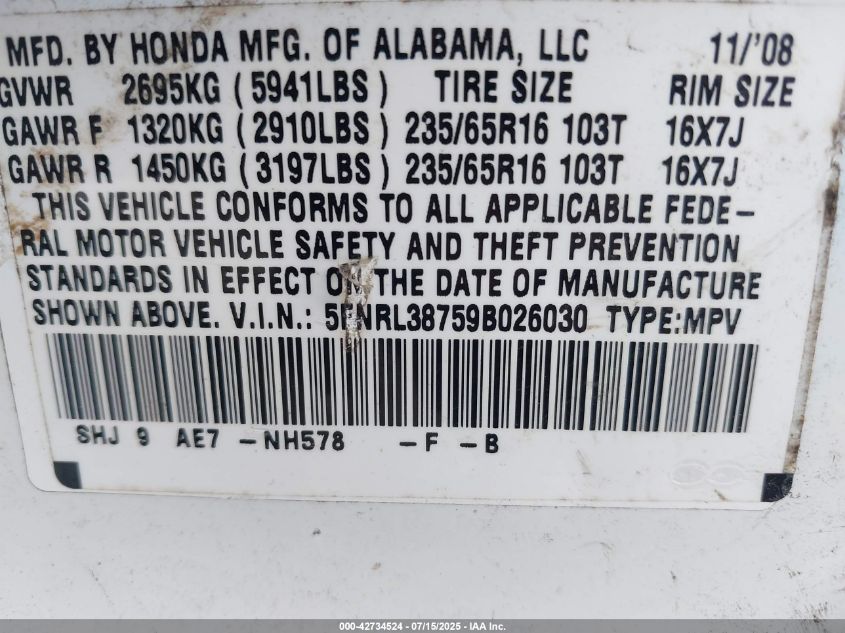 MFD. BY HONDA MFG. OF ALABAMA, LLC 11/'08
GVWR 2695KG (5941LBS) TIRE SIZE RIM SIZE
GAWR F 1320KG (2910LBS) 235/65R16 103T 16X7J
GAWR R 1450KG (3197LBS) 235/65R16 103T 16X7J
THIS VEHICLE CONFORMS TO ALL APPLICABLE FEDE-
RAL MOTOR VEHICLE SAFETY AND THEFT PREVENTION
STANDARDS IN EFFECT ON THE DATE OF MANUFACTURE
SHOWN ABOVE. V.I.N.: 5FNRL38759B026030 TYPE:MPV
SHJ 9 AE7 -NH578 -F -B
000-42734524 - 07/15/2025 - IAA Inc.